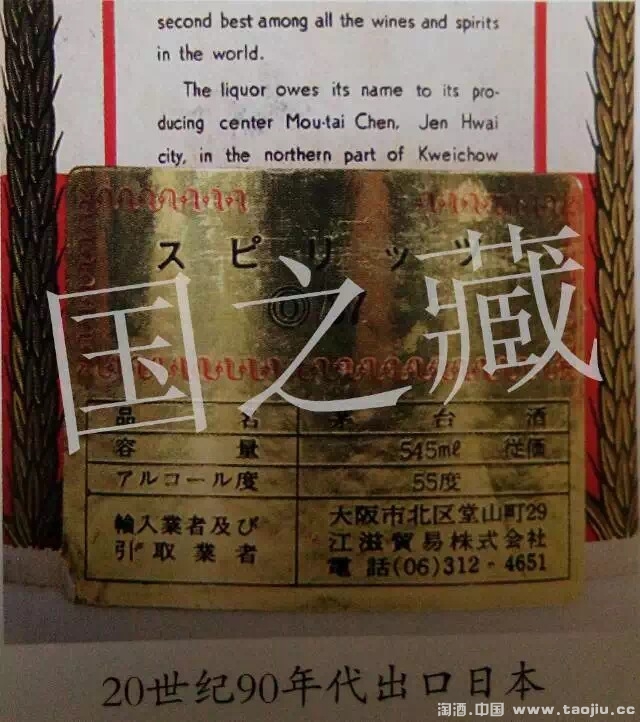 second best among all the wines and spirits
in the world.
The liquor owes its name to its pro-
ducing center Mou-tai Chen, Jen Hwai
city, in the northern part of Kweichow
スピリッツ
国之藏
品名 茅台酒
容量 545mℓ 従価
アルコール度 55度
輸入業者及び
引取業者
大阪市北区堂山町29
江滋貿易株式会社
電話(06)312-4651
20世纪90年代出口日本
淘酒.中国 www.taojiu.cc